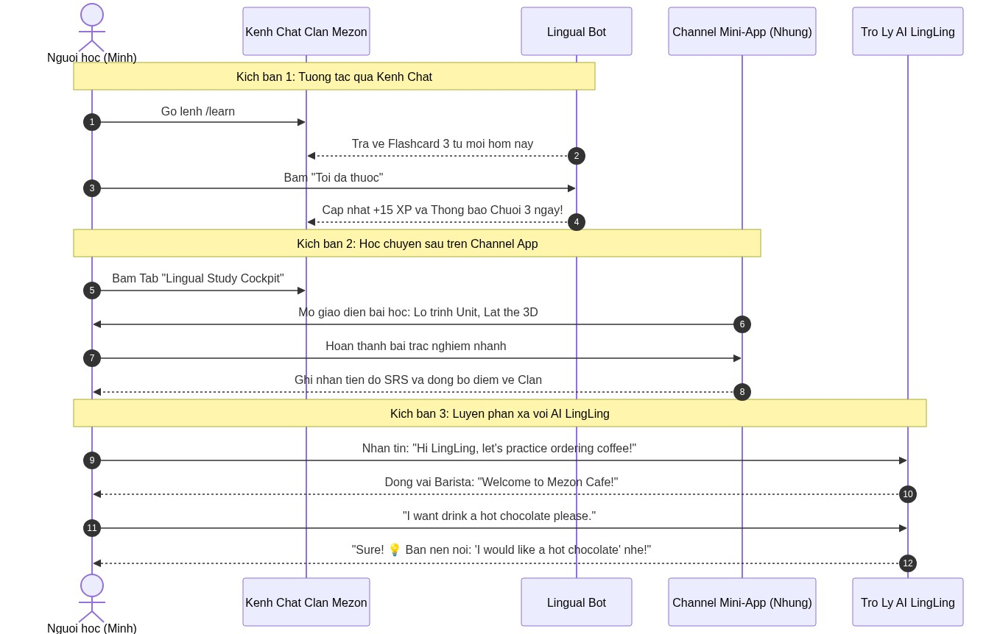 Kenh Chat Clan Mezon
Lingual Bot
Channel Mini-App (Nhung)
Tro Ly AI LingLing
Nguoi hoc (Minh)
Kich ban 1: Tuong tac qua Kenh Chat
Go lenh /learn
1
Tra ve Flashcard 3 tu moi hom nay
2
Bam "Toi da thuoc"
3
Cap nhat +15 XP va Thong bao Chuoi 3 ngay!
4
Kich ban 2: Hoc chuyen sau tren Channel App
Bam Tab "Lingual Study Cockpit"
5
Mo giao dien bai hoc: Lo trinh Unit, Lat the 3D
6
Hoan thanh bai trac nghiem nhanh
7
Ghi nhan tien do SRS va dong bo diem ve Clan
8
Kich ban 3: Luyen phan xa voi AI LingLing
Nhan tin: "Hi LingLing, let's practice ordering coffee!"
9
Dong vai Barista: "Welcome to Mezon Cafe!"
10
"I want drink a hot chocolate please."
11
"Sure! 💡 Ban nen noi: 'I would like a hot chocolate' nhe!"
12
Kenh Chat Clan Mezon
Lingual Bot
Channel Mini-App (Nhung)
Tro Ly AI LingLing
Nguoi hoc (Minh)